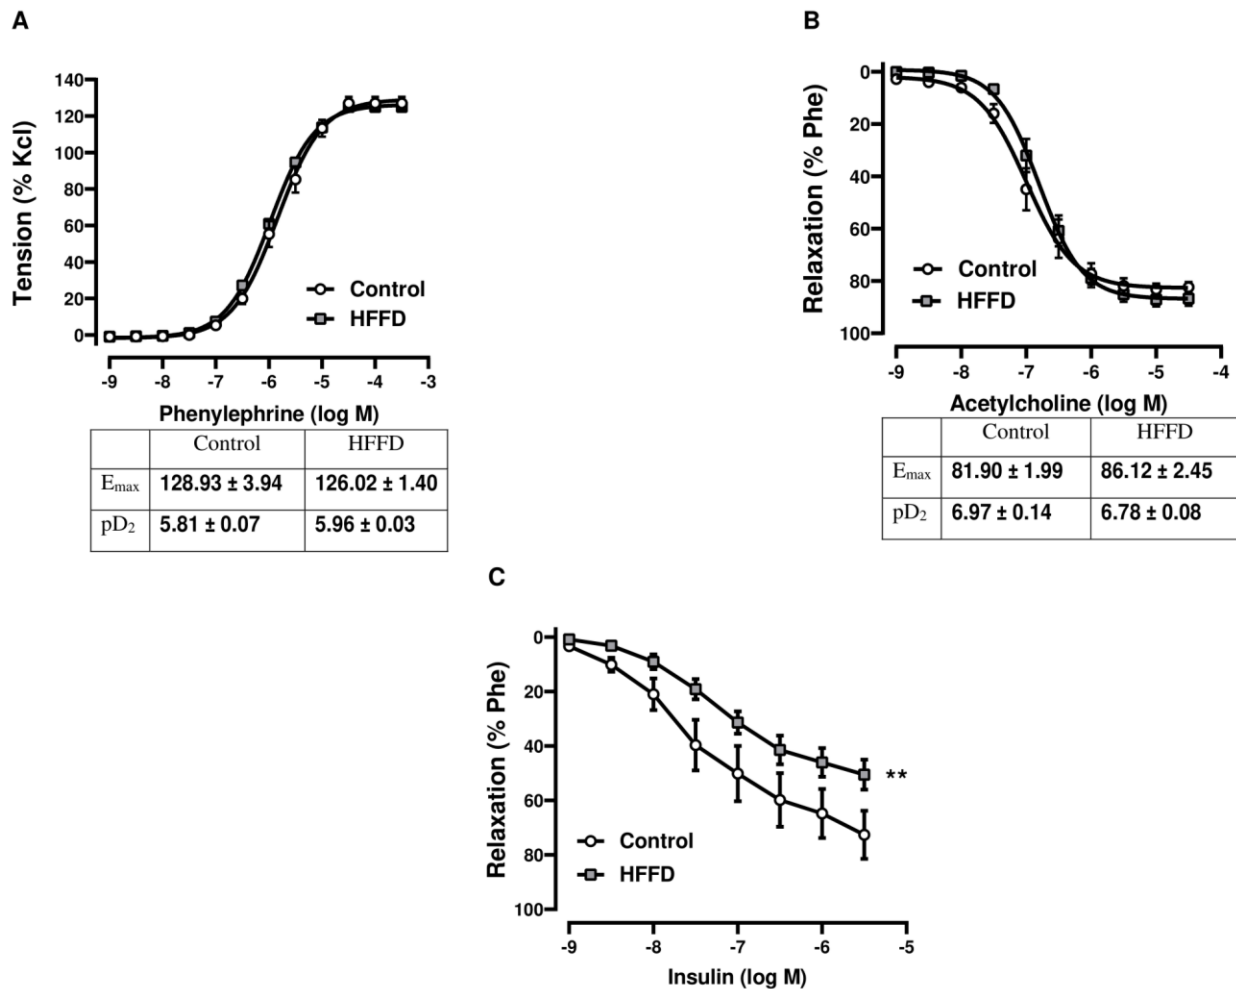 A
Tension (% Kcl)
140
120
100
80
60
40
20
0
Control
HFFD
-9 -8 -7 -6 -5 -4 -3
Phenylephrine (log M)
Control HFFD
Emax 128.93 ± 3.94 126.02 ± 1.40
pD2 5.81 ± 0.07 5.96 ± 0.03
B
Relaxation (% Phe)
0
20
40
60
80
100
Control
HFFD
-9 -8 -7 -6 -5 -4
Acetylcholine (log M)
Control HFFD
Emax 81.90 ± 1.99 86.12 ± 2.45
pD2 6.97 ± 0.14 6.78 ± 0.08
C
Relaxation (% Phe)
0
20
40
60
80
100
**
Control
HFFD
-9 -8 -7 -6 -5
Insulin (log M)